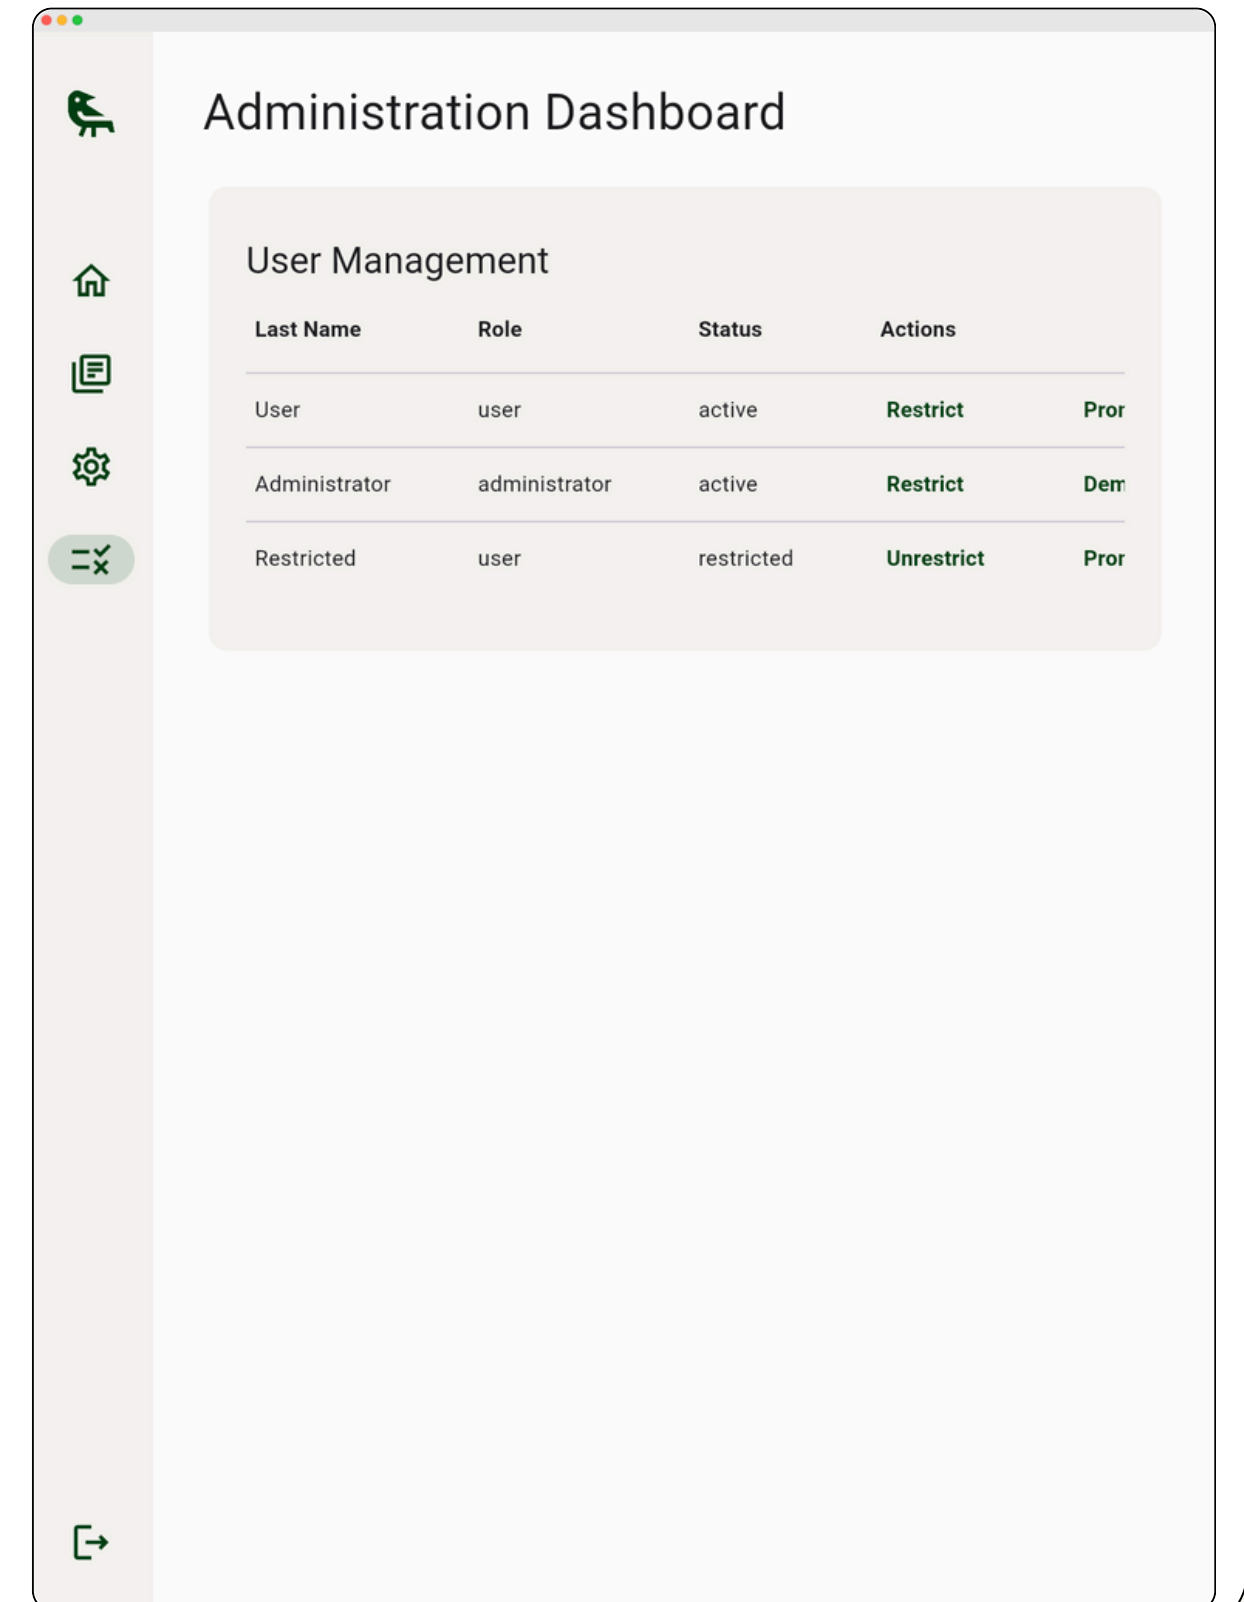 Administration Dashboard
User Management
Last Name Role Status Actions
User user active Restrict
Administrator administrator active Restrict
Restricted user restricted Unrestrict